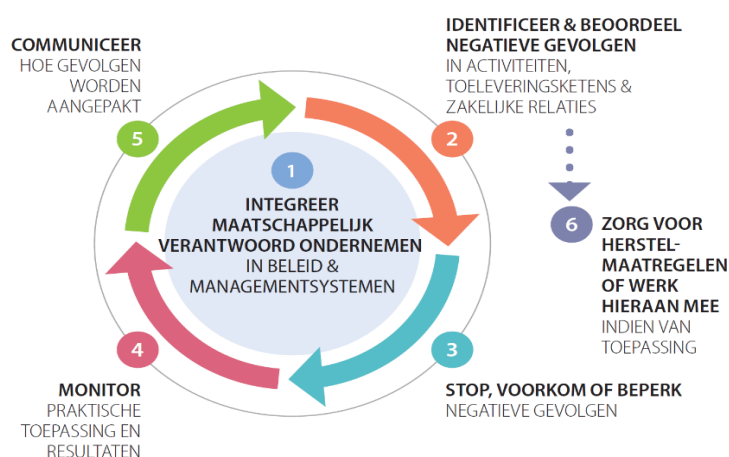 1
INTEGREER
MAATSCHAPPELIJK
VERANTWOORD ONDERNEMEN
IN BELEID &
MANAGEMENTSYSTEMEN
2
IDENTIFICEER & BEOORDEEL
NEGATIEVE GEVOLGEN
IN ACTIVITEITEN,
TOELEVERINGSKETENS &
ZAKELIJKE RELATIES
3
STOP, VOORKOM OF BEPERK
NEGATIEVE GEVOLGEN
4
MONITOR
PRAKTISCHE
TOEPASSING EN
RESULTATEN
5
COMMUNICEER
HOE GEVOLGEN
WORDEN
AANGEPAKT
6
ZORG VOOR
HERSTEL-
MAATREGELEN
OF WERK
HIERAAN MEE
INDIEN VAN
TOEPASSING